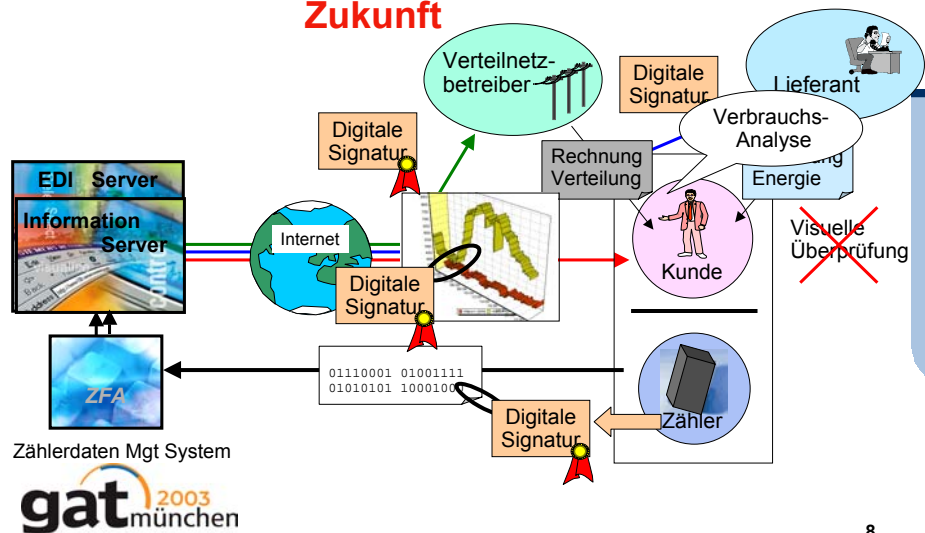 Zukunft
Verteilnetz-
betreiber
Digitale
Signatur
Lieferant
Verbrauchs-
Analyse
Digitale
Signatur
Rechnung
Verteilung
Energie
EDI Server
Information
Server
Internet
Kunde
Visuelle
Überprüfung
Digitale
Signatur
01110001 01001111
01010101 1000100
ZFA
Digitale
Signatur
Zähler
Zählerdaten Mgt System
gat 2003
münchen
8